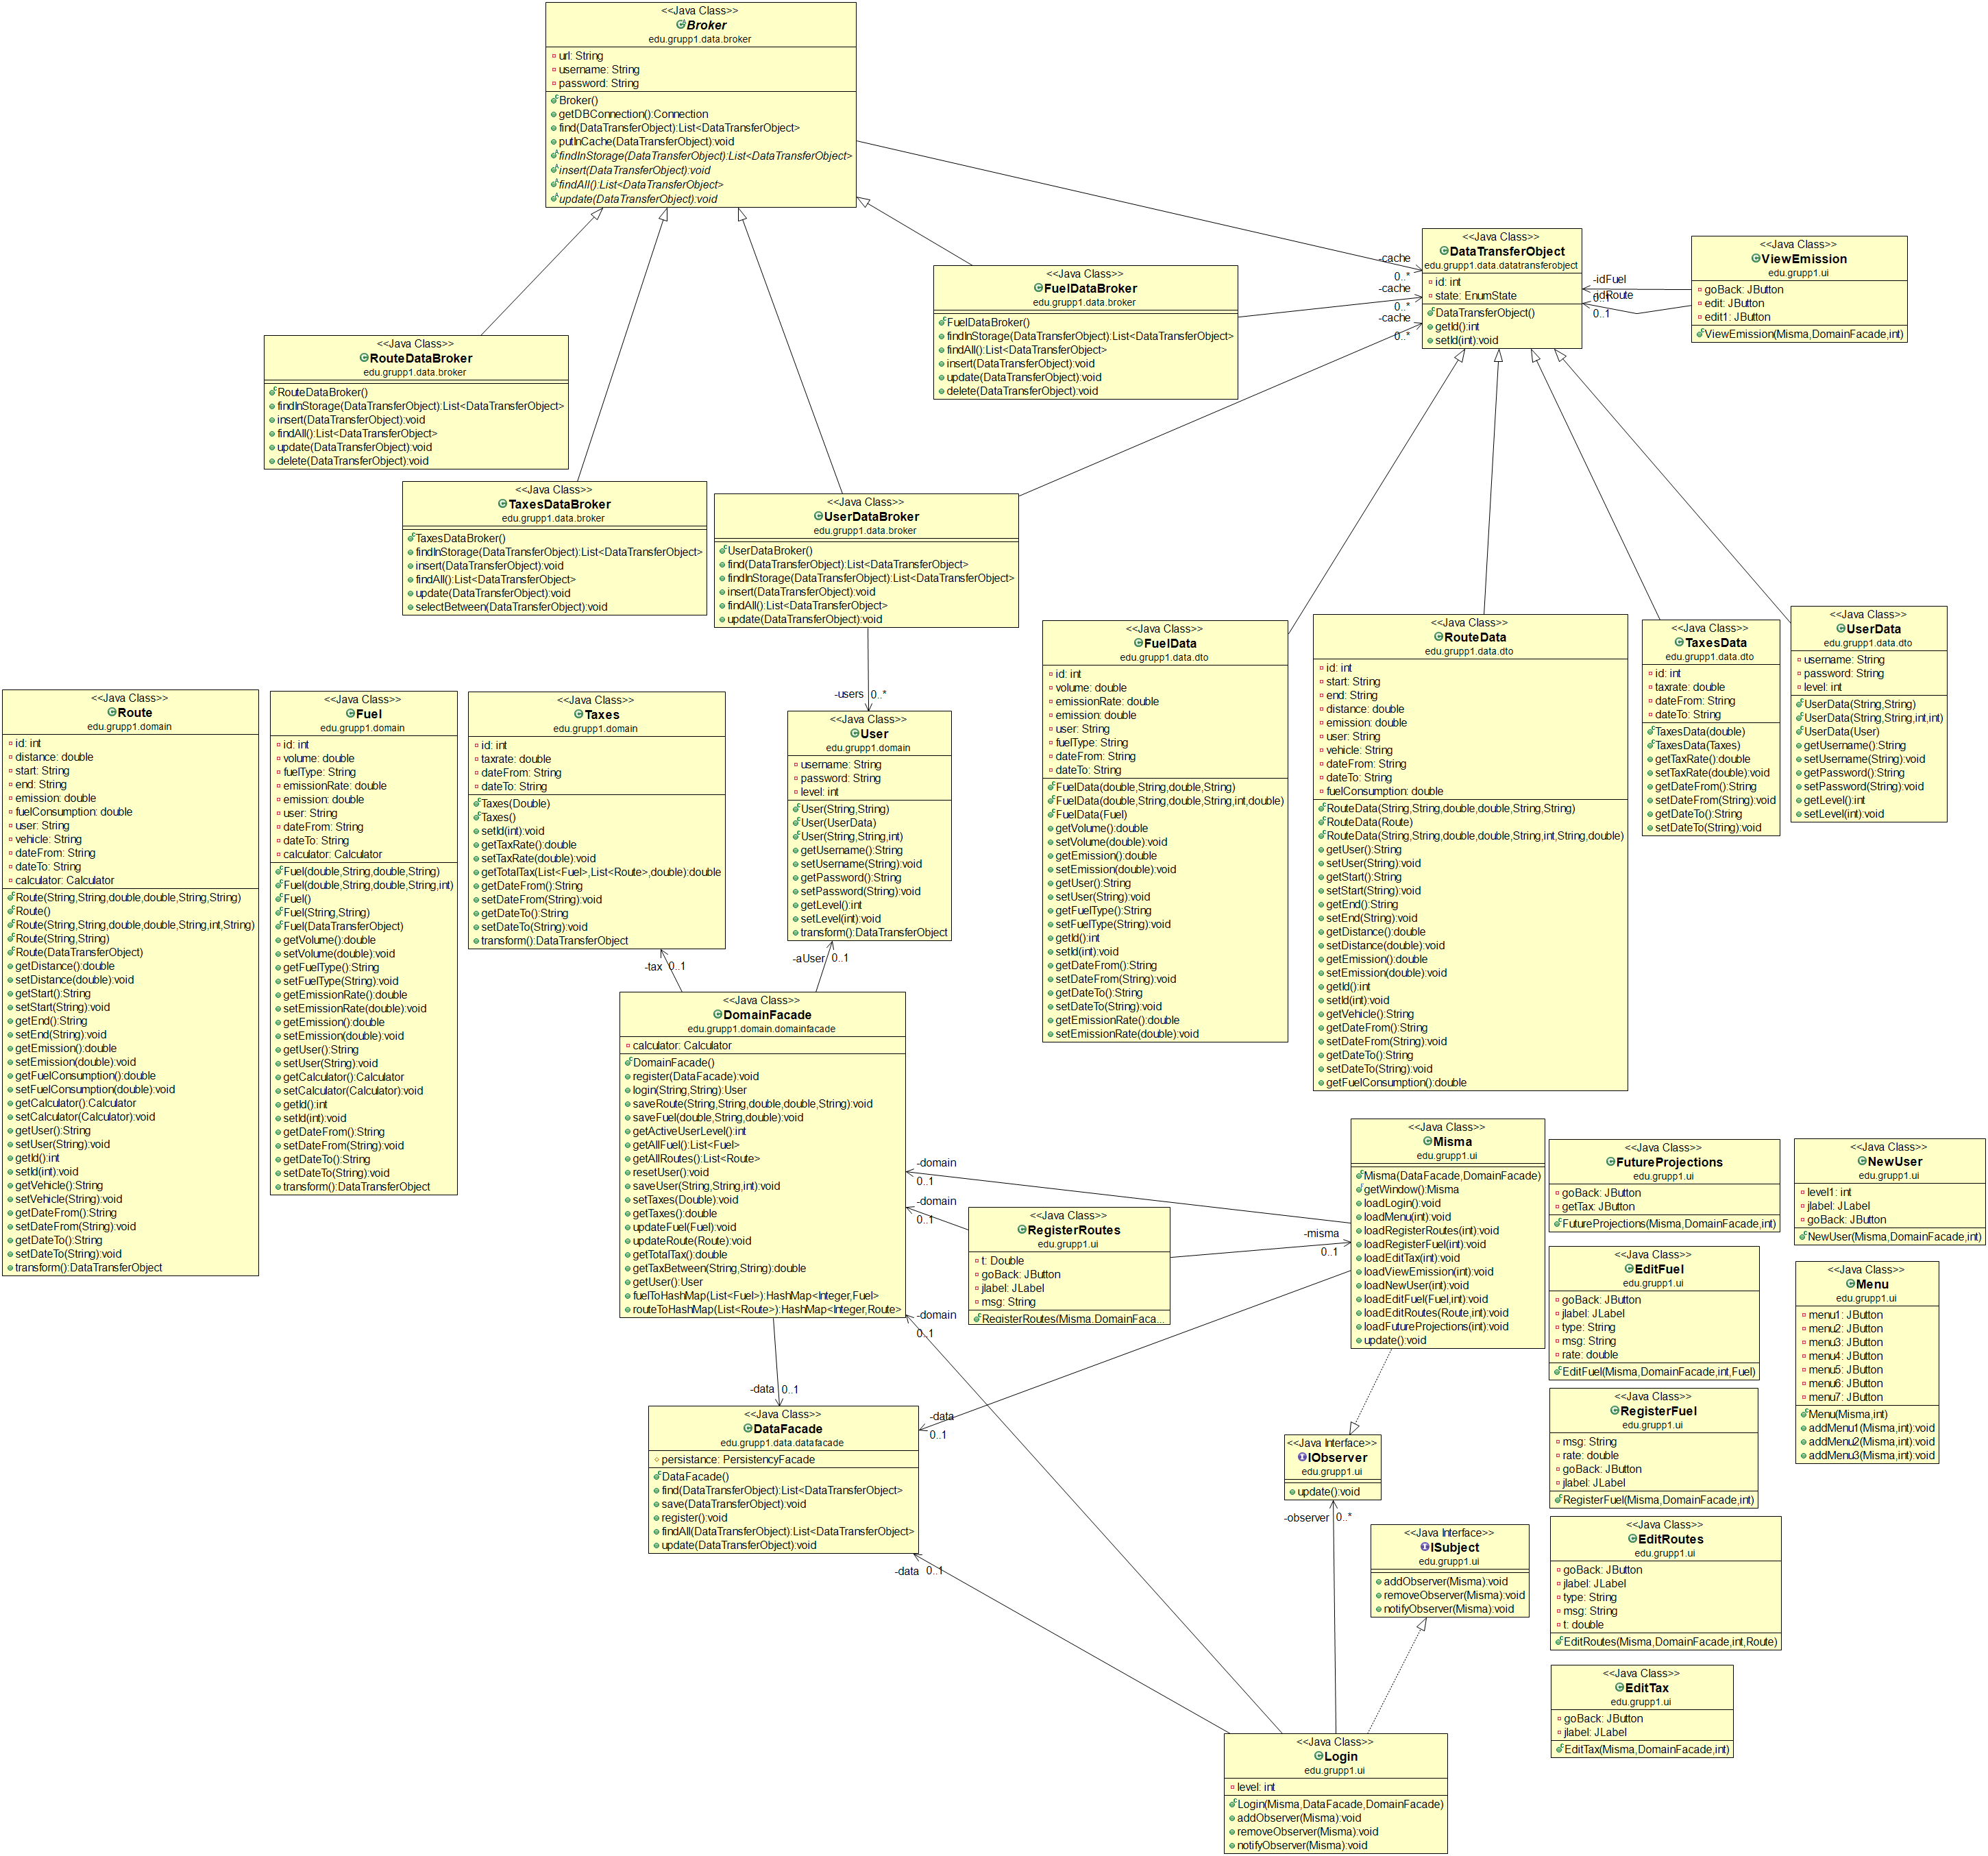 <<Java Class>>
Broker
edu.grupp1.data.broker
url: String
username: String
password: String
Broker()
getDBConnection():Connection
find(DataTransferObject):List<DataTransferObject>
putInCache(DataTransferObject):void
findInStorage(DataTransferObject):List<DataTransferObject>
insert(DataTransferObject):void
findAll():List<DataTransferObject>
update(DataTransferObject):void
-cache
0..*
-cache
0..*
-cache
0..*
<<Java Class>>
DataTransferObject
edu.grupp1.data.datatransferobject
id: int
state: EnumState
DataTransferObject()
getId():int
setId(int):void
-idFuel
-idRoute
0..1
0..1
<<Java Class>>
ViewEmission
edu.grupp1.ui
goBack: JButton
edit: JButton
edit1: JButton
ViewEmission(Misma,DomainFacade,int)
<<Java Class>>
FuelDataBroker
edu.grupp1.data.broker
FuelDataBroker()
findInStorage(DataTransferObject):List<DataTransferObject>
findAll():List<DataTransferObject>
insert(DataTransferObject):void
update(DataTransferObject):void
delete(DataTransferObject):void
<<Java Class>>
RouteDataBroker
edu.grupp1.data.broker
RouteDataBroker()
findInStorage(DataTransferObject):List<DataTransferObject>
insert(DataTransferObject):void
findAll():List<DataTransferObject>
update(DataTransferObject):void
delete(DataTransferObject):void
<<Java Class>>
TaxesDataBroker
edu.grupp1.data.broker
TaxesDataBroker()
findInStorage(DataTransferObject):List<DataTransferObject>
insert(DataTransferObject):void
findAll():List<DataTransferObject>
update(DataTransferObject):void
selectBetween(DataTransferObject):void
<<Java Class>>
UserDataBroker
edu.grupp1.data.broker
UserDataBroker()
find(DataTransferObject):List<DataTransferObject>
findInStorage(DataTransferObject):List<DataTransferObject>
insert(DataTransferObject):void
findAll():List<DataTransferObject>
update(DataTransferObject):void
-users 0..*
<<Java Class>>
FuelData
edu.grupp1.data.dto
id: int
volume: double
emissionRate: double
emission: double
user: String
fuelType: String
dateFrom: String
dateTo: String
FuelData(double,String,double,String)
FuelData(double,String,double,String,int,double)
FuelData(Fuel)
getVolume():double
setVolume(double):void
getEmission():double
setEmission(double):void
getUser():String
setUser(String):void
getFuelType():String
setFuelType(String):void
getId():int
setId(int):void
getDateFrom():String
setDateFrom(String):void
getDateTo():String
setDateTo(String):void
getEmissionRate():double
setEmissionRate(double):void
<<Java Class>>
RouteData
edu.grupp1.data.dto
id: int
start: String
end: String
distance: double
emission: double
user: String
vehicle: String
dateFrom: String
dateTo: String
fuelConsumption: double
RouteData(String,String,double,double,String,String)
RouteData(Route)
RouteData(String,String,double,double,String,int,String,double)
getUser():String
setUser(String):void
getStart():String
setStart(String):void
getEnd():String
setEnd(String):void
getDistance():double
setDistance(double):void
getEmission():double
setEmission(double):void
getId():int
setId(int):void
getVehicle():String
getDateFrom():String
setDateFrom(String):void
getDateTo():String
setDateTo(String):void
getFuelConsumption():double
<<Java Class>>
TaxesData
edu.grupp1.data.dto
id: int
taxrate: double
dateFrom: String
dateTo: String
TaxesData(double)
TaxesData(Taxes)
getTaxRate():double
setTaxRate(double):void
getDateFrom():String
setDateFrom(String):void
getDateTo():String
setDateTo(String):void
<<Java Class>>
UserData
edu.grupp1.data.dto
username: String
password: String
level: int
UserData(String,String)
UserData(String,String,int,int)
UserData(User)
getUsername():String
setUsername(String):void
getPassword():String
setPassword(String):void
getLevel():int
setLevel(int):void
<<Java Class>>
Route
edu.grupp1.domain
id: int
distance: double
start: String
end: String
emission: double
fuelConsumption: double
user: String
vehicle: String
dateFrom: String
dateTo: String
calculator: Calculator
Route(String,String,double,double,String,String)
Route()
Route(String,String,double,double,String,int,String)
Route(String,String)
Route(DataTransferObject)
getDistance():double
setDistance(double):void
getStart():String
setStart(String):void
getEnd():String
setEnd(String):void
getEmission():double
setEmission(double):void
getFuelConsumption():double
setFuelConsumption(double):void
getCalculator():Calculator
setCalculator(Calculator):void
getUser():String
setUser(String):void
getId():int
setId(int):void
getVehicle():String
setVehicle(String):void
getDateFrom():String
setDateFrom(String):void
getDateTo():String
setDateTo(String):void
transform():DataTransferObject
<<Java Class>>
Fuel
edu.grupp1.domain
id: int
volume: double
fuelType: String
emissionRate: double
emission: double
user: String
dateFrom: String
dateTo: String
calculator: Calculator
Fuel(double,String,double,String)
Fuel(double,String,double,String,int)
Fuel()
Fuel(String,String)
Fuel(DataTransferObject)
getVolume():double
setVolume(double):void
getFuelType():String
setFuelType(String):void
getEmissionRate():double
setEmissionRate(double):void
getEmission():double
setEmission(double):void
getUser():String
setUser(String):void
getCalculator():Calculator
setCalculator(Calculator):void
getId():int
setId(int):void
getDateFrom():String
setDateFrom(String):void
getDateTo():String
setDateTo(String):void
transform():DataTransferObject
<<Java Class>>
Taxes
edu.grupp1.domain
id: int
taxrate: double
dateFrom: String
dateTo: String
Taxes(Double)
Taxes()
setId(int):void
getTaxRate():double
setTaxRate(double):void
getTotalTax(List<Fuel>,List<Route>,double):double
getDateFrom():String
setDateFrom(String):void
getDateTo():String
setDateTo(String):void
transform():DataTransferObject
-tax 0..1
<<Java Class>>
User
edu.grupp1.domain
username: String
password: String
level: int
User(String,String)
User(UserData)
User(String,String,int)
getUsername():String
setUsername(String):void
getPassword():String
setPassword(String):void
getLevel():int
setLevel(int):void
transform():DataTransferObject
-aUser 0..1
<<Java Class>>
DomainFacade
edu.grupp1.domain.domainfacade
calculator: Calculator
DomainFacade()
register(DataFacade):void
login(String,String):User
saveRoute(String,String,double,double,String):void
saveFuel(double,String,double):void
getActiveUserLevel():int
getAllFuel():List<Fuel>
getAllRoutes():List<Route>
resetUser():void
saveUser(String,String,int):void
setTaxes(Double):void
getTaxes():double
updateFuel(Fuel):void
updateRoute(Route):void
getTotalTax():double
getTaxBetween(String,String):double
getUser():User
fuelToHashMap(List<Fuel>):HashMap<Integer,Fuel>
routeToHashMap(List<Route>):HashMap<Integer,Route>
-domain
0..1
-domain
0..1
-domain
0..1
<<Java Class>>
RegisterRoutes
edu.grupp1.ui
t: Double
goBack: JButton
jlabel: JLabel
msg: String
RegisterRoutes(Misma,DomainFaca...
-misma
0..1
<<Java Class>>
Misma
edu.grupp1.ui
Misma(DataFacade,DomainFacade)
getWindow():Misma
loadLogin():void
loadMenu(int):void
loadRegisterRoutes(int):void
loadRegisterFuel(int):void
loadEditTax(int):void
loadViewEmission(int):void
loadNewUser(int):void
loadEditFuel(Fuel,int):void
loadEditRoutes(Route,int):void
loadFutureProjections(int):void
update():void
<<Java Class>>
FutureProjections
edu.grupp1.ui
goBack: JButton
getTax: JButton
FutureProjections(Misma,DomainFacade,int)
<<Java Class>>
NewUser
edu.grupp1.ui
level1: int
jlabel: JLabel
goBack: JButton
NewUser(Misma,DomainFacade,int)
<<Java Class>>
EditFuel
edu.grupp1.ui
goBack: JButton
jlabel: JLabel
type: String
msg: String
rate: double
EditFuel(Misma,DomainFacade,int,Fuel)
<<Java Class>>
Menu
edu.grupp1.ui
menu1: JButton
menu2: JButton
menu3: JButton
menu4: JButton
menu5: JButton
menu6: JButton
menu7: JButton
Menu(Misma,int)
addMenu1(Misma,int):void
addMenu2(Misma,int):void
addMenu3(Misma,int):void
<<Java Class>>
RegisterFuel
edu.grupp1.ui
msg: String
rate: double
goBack: JButton
jlabel: JLabel
RegisterFuel(Misma,DomainFacade,int)
-data 0..1
<<Java Class>>
DataFacade
edu.grupp1.data.datafacade
persistance: PersistencyFacade
DataFacade()
find(DataTransferObject):List<DataTransferObject>
save(DataTransferObject):void
register():void
findAll(DataTransferObject):List<DataTransferObject>
update(DataTransferObject):void
-data
0..1
-data 0..1
<<Java Interface>>
IObserver
edu.grupp1.ui
update():void
-observer 0..*
<<Java Interface>>
ISubject
edu.grupp1.ui
addObserver(Misma):void
removeObserver(Misma):void
notifyObserver(Misma):void
<<Java Class>>
EditRoutes
edu.grupp1.ui
goBack: JButton
jlabel: JLabel
type: String
msg: String
t: double
EditRoutes(Misma,DomainFacade,int,Route)
<<Java Class>>
EditTax
edu.grupp1.ui
goBack: JButton
jlabel: JLabel
EditTax(Misma,DomainFacade,int)
<<Java Class>>
Login
edu.grupp1.ui
level: int
Login(Misma,DataFacade,DomainFacade)
addObserver(Misma):void
removeObserver(Misma):void
notifyObserver(Misma):void